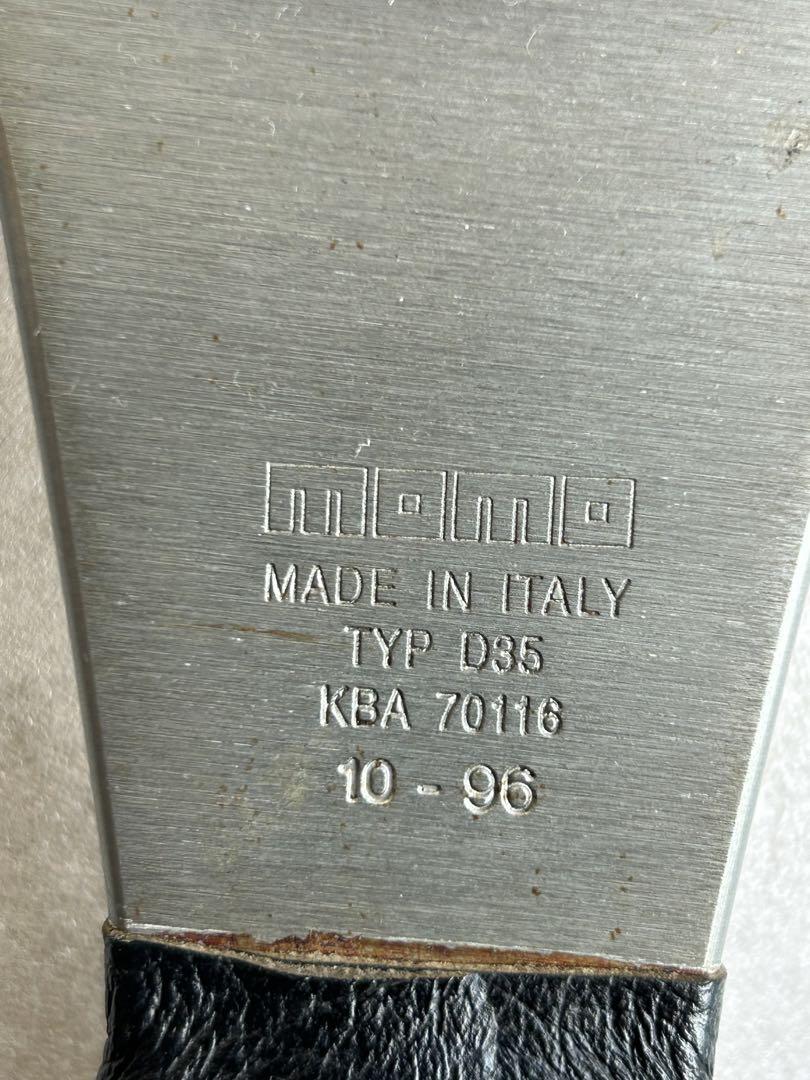 momo
MADE IN ITALY
TYP D35
KBA 70116
10 - 96